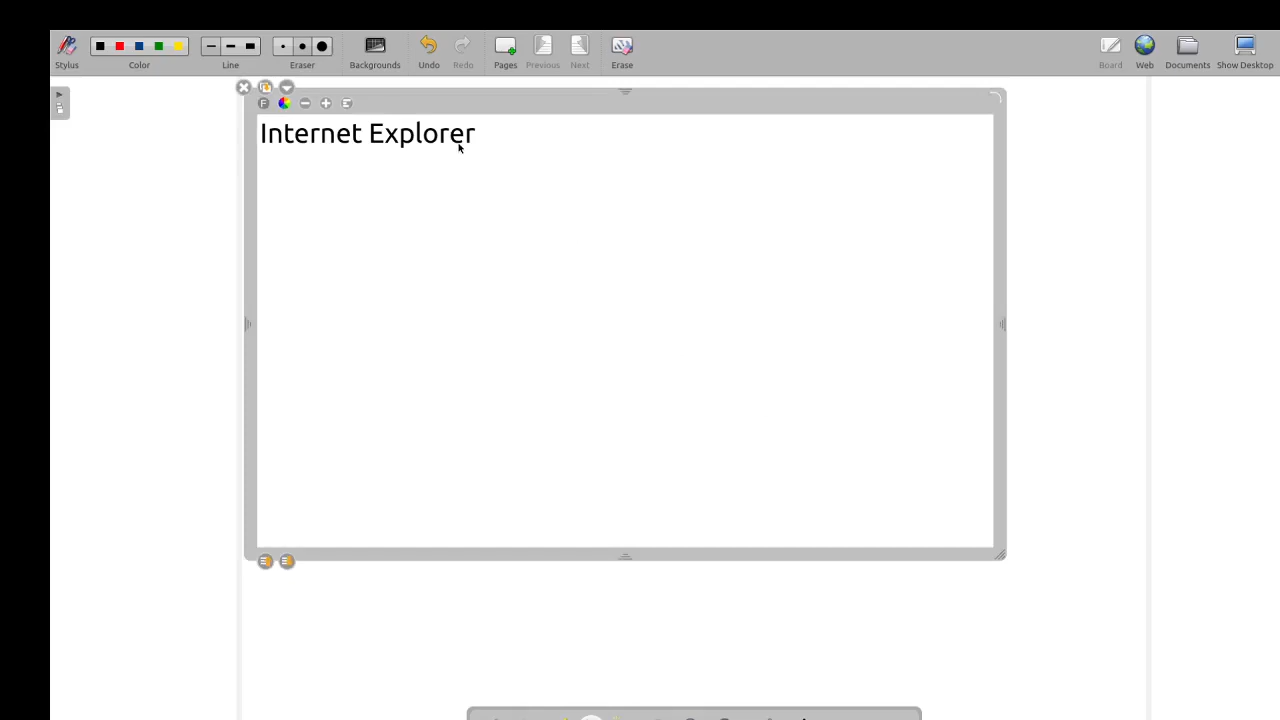 Stylus Color Line Eraser Backgrounds Undo Redo Pages Previous Next Erase Board Web Documents Show Desktop
F
Internet Explorer